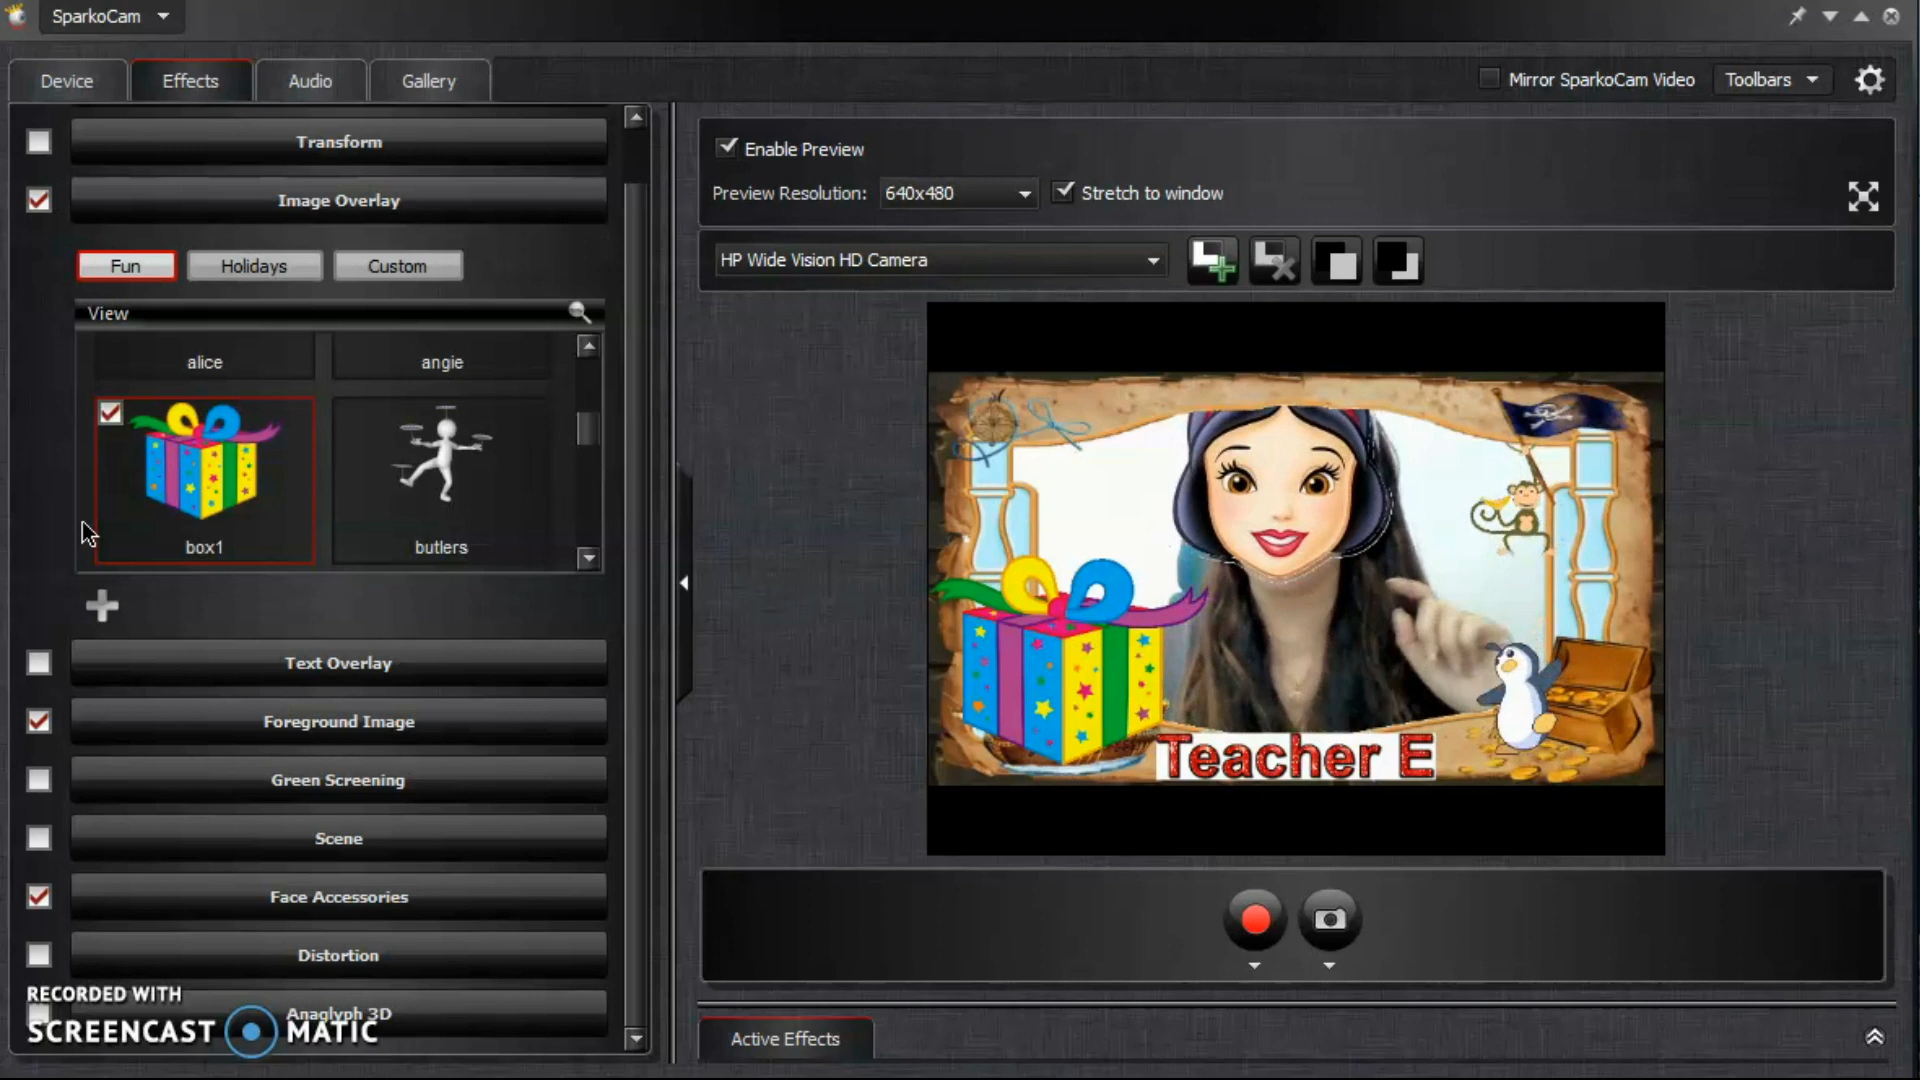 SparkoCam
Device
Effects
Audio
Gallery
Mirror SparkoCam Video
Toolbars
Transform
Image Overlay
Fun
Holidays
Custom
View
alice
angie
box1
butlers
Text Overlay
Foreground Image
Green Screening
Scene
Face Accessories
Distortion
Anaglyph 3D
RECORDED WITH
SCREENCAST MATIC
Enable Preview
Preview Resolution:
640x480
Stretch to window
HP Wide Vision HD Camera
Teacher E
Active Effects